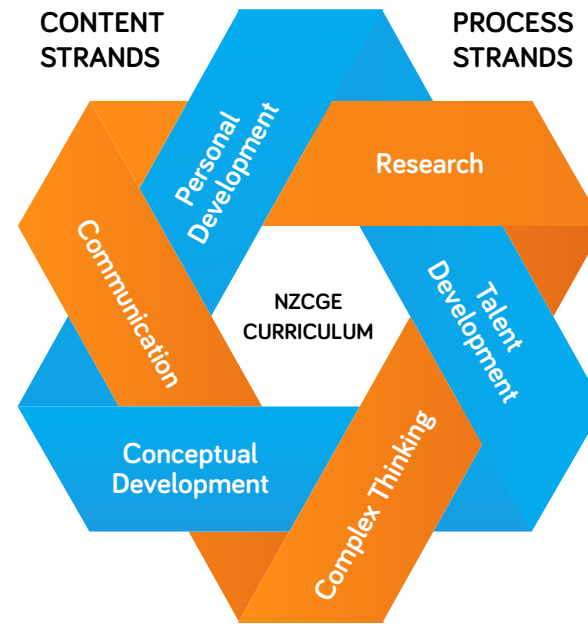 CONTENT
STRANDS
PROCESS
STRANDS
Personal
Development
Research
Communication
NZCGE
CURRICULUM
Talent
Development
Conceptual
Development
Complex Thinking